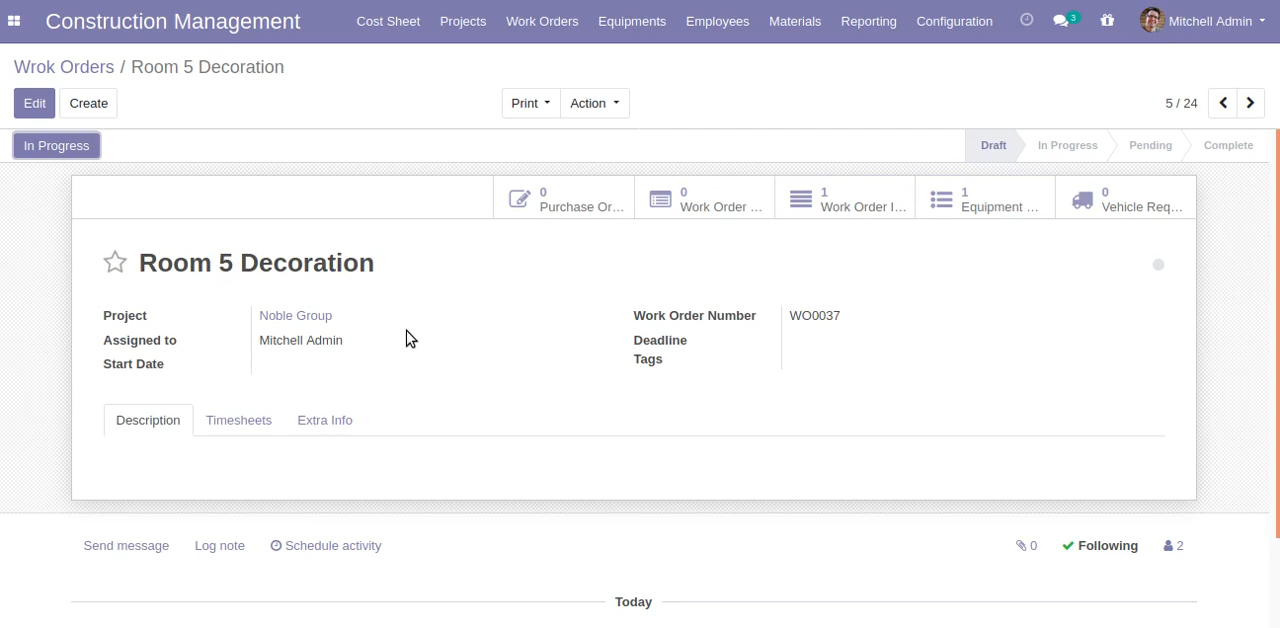 Construction Management Cost Sheet Projects Work Orders Equipments Employees Materials Reporting Configuration 3 Mitchell Admin
Wrok Orders / Room 5 Decoration
Edit Create Print Action 5 / 24
In Progress Draft In Progress Pending Complete
0 0 1 1 0
Purchase Or... Work Order ... Work Order I... Equipment ... Vehicle Req...
Room 5 Decoration
Project Noble Group Work Order Number WO0037
Assigned to Mitchell Admin Deadline
Start Date Tags
Description Timesheets Extra Info
Send message Log note Schedule activity 0 Following 2
Today